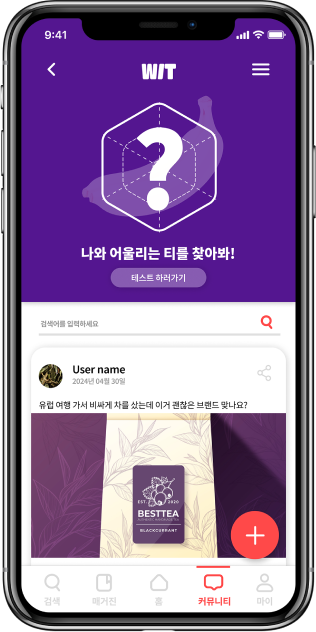 9:41
WIT
?
나와 어울리는 티를 찾아봐!
테스트 하러가기
검색어를 입력하세요
User name
2024년 04월 30일
유럽 여행 가서 비싸게 차를 샀는데 이거 괜찮은 브랜드 맞나요?
EST. 2020
BESTTEA
BLACKCURRANT
검색
매거진
홈
커뮤니티
마이